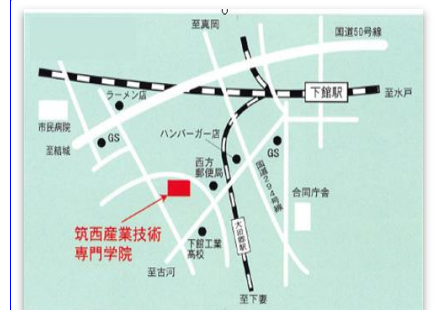 至真岡
国道50号線
ラーメン店
下館駅
至水戸
市民病院
GS
至結城
ハンバーガー店
GS
西方
郵便局
国道294号線
合同庁舎
筑西産業技術
専門学院
下館工業
高校
大田郷駅
至古河
至下妻